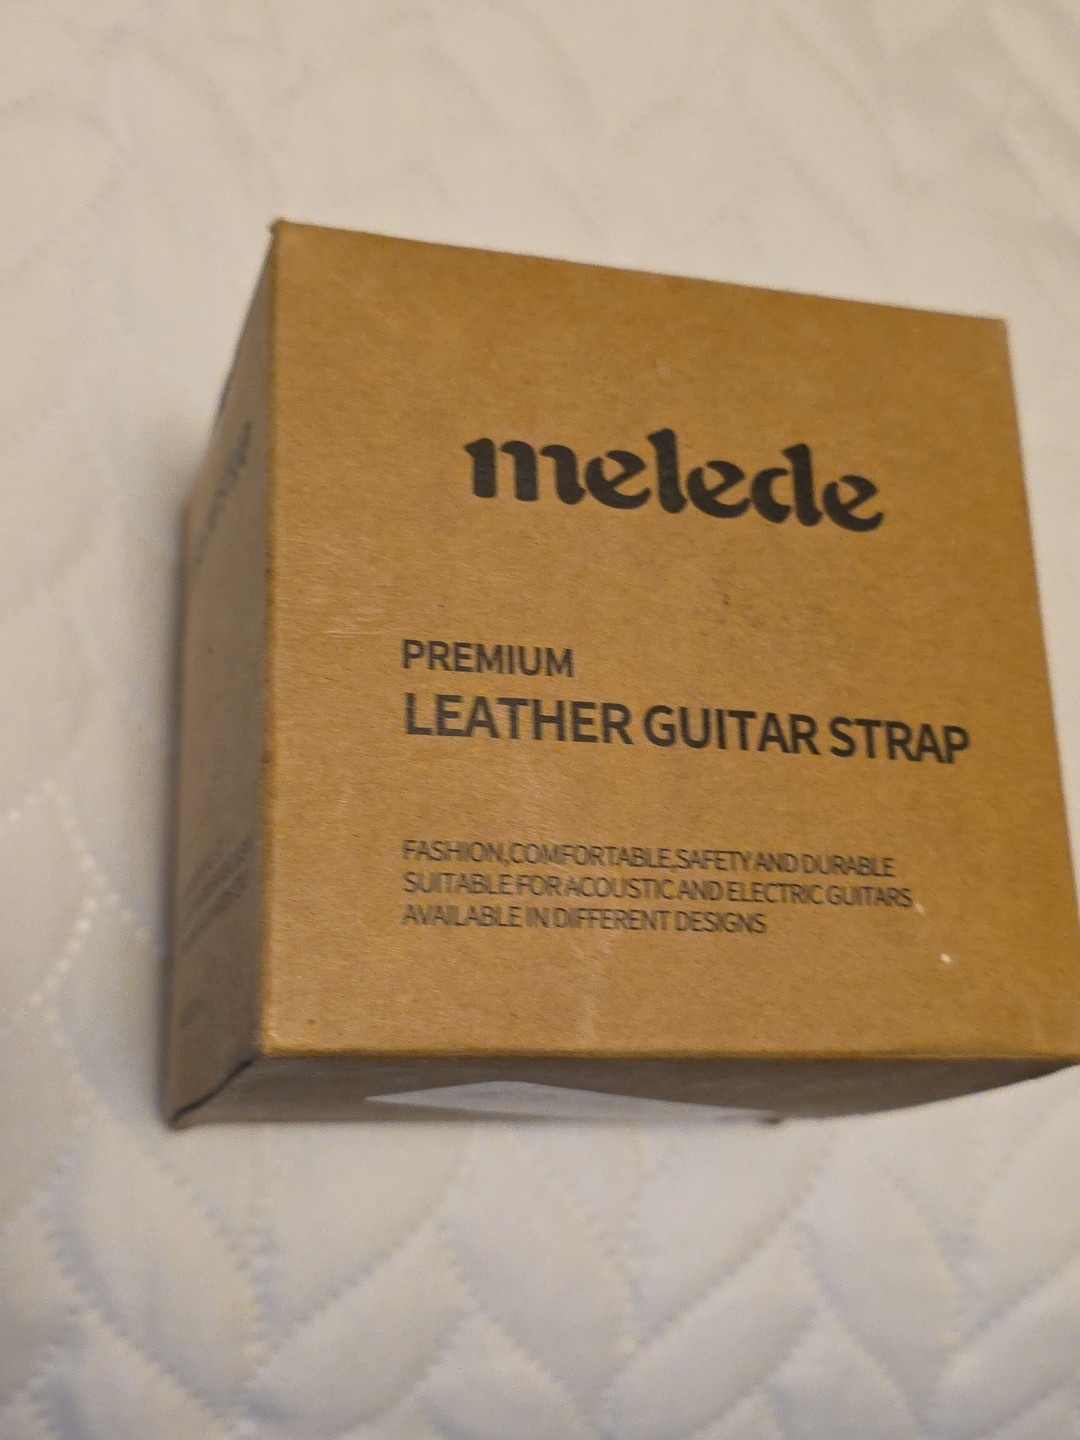 melede
PREMIUM
LEATHER GUITAR STRAP
FASHION,COMFORTABLE,SAFETY AND DURABLE
SUITABLE FOR ACOUSTIC AND ELECTRIC GUITARS
AVAILABLE IN DIFFERENT DESIGNS